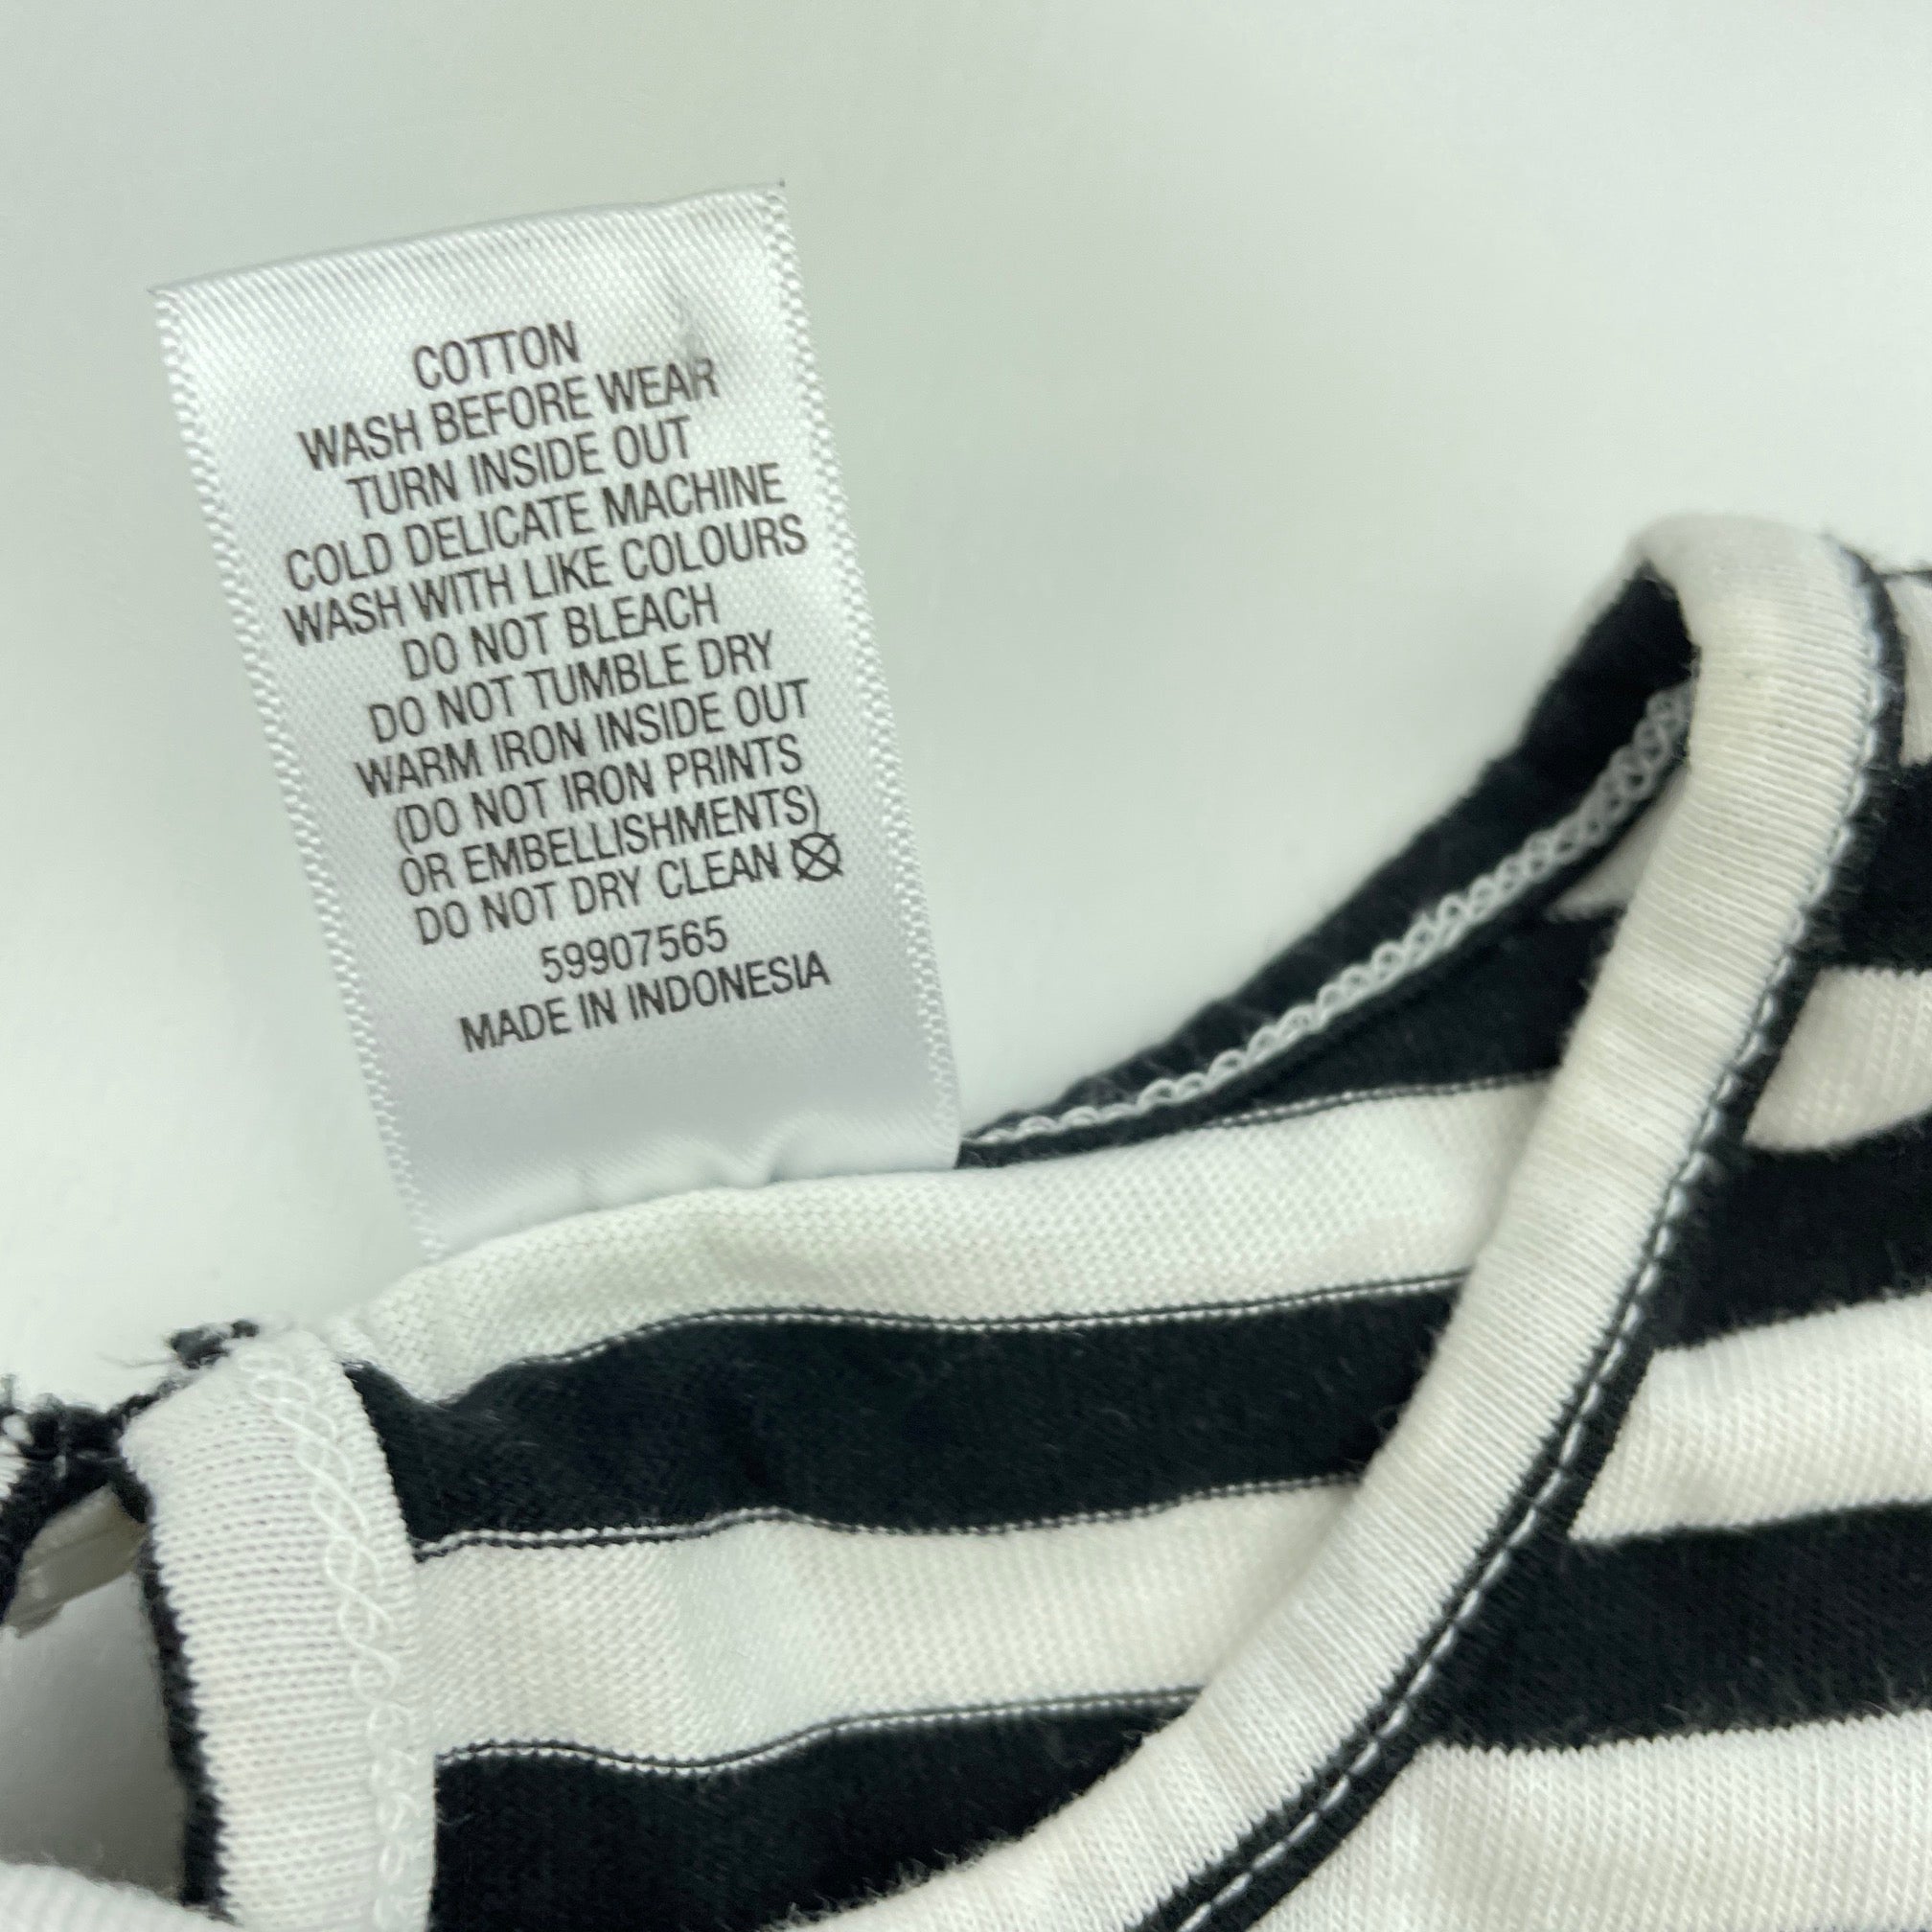 COTTON
WASH BEFORE WEAR
TURN INSIDE OUT
COLD DELICATE MACHINE
WASH WITH LIKE COLOURS
DO NOT BLEACH
DO NOT TUMBLE DRY
WARM IRON INSIDE OUT
(DO NOT IRON PRINTS
OR EMBELLISHMENTS)
DO NOT DRY CLEAN
59907565
MADE IN INDONESIA